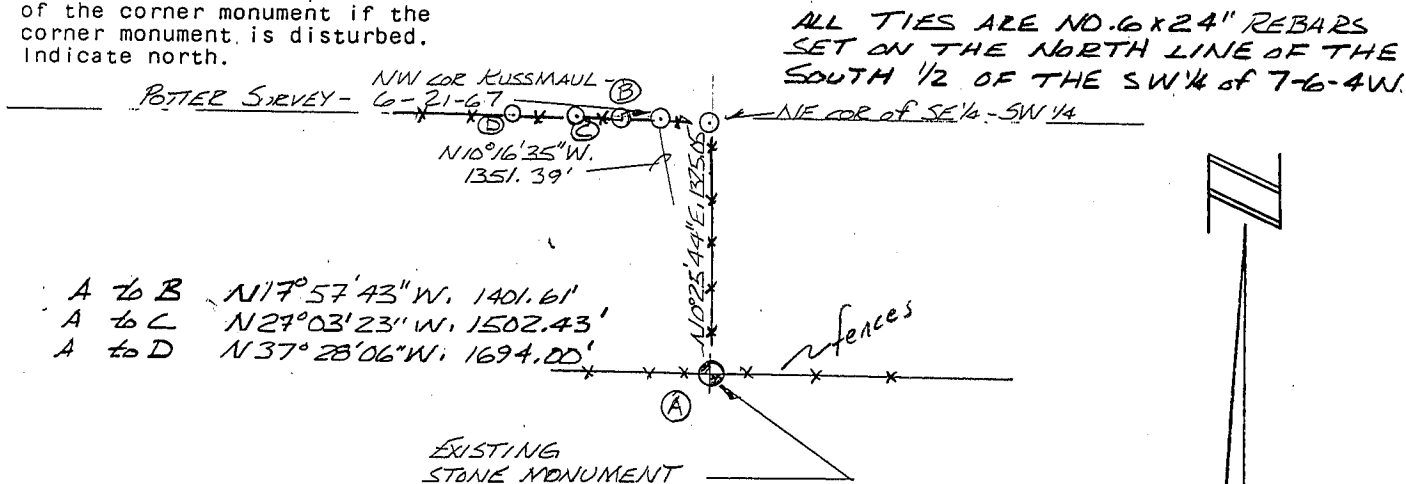 of the corner monument if the
corner monument is disturbed.
Indicate north.
ALL TIES ARE NO. 6 X 24" REBARS
SET ON THE NORTH LINE OF THE
SOUTH 1/2 OF THE SW 1/4 of 7-6-4W.
NW COR KUSSMAUL -
POTTER SURVEY - 6-21-67
B
NE COR of SE 1/4 - SW 1/4
D
C
N10°16'35"W.
1351.39'
N0°25'44"E, 1325.05
A to B N17°57'43"W, 1401.61'
A to C N27°03'23"W, 1502.43'
A to D N37°28'06"W, 1694.00'
fences
A
EXISTING
STONE MONUMENT
N